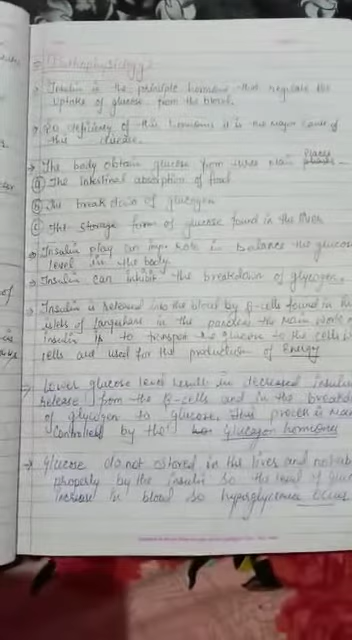 ⇒ Pathophysiology :-
Insulin is the principle hormone that regulate the
uptake of glucose from the blood.
So deficiency of this hormone it is the major cause of
the disease.
→ The body obtain glucose from three main places
ⓐ The intestinal absorption of food
ⓑ The break down of glycogen
ⓒ The storage form of glucose found in the liver
Insulin play an imp role in balance the glucose
level in the body.
Insulin can inhibit the breakdown of glycogen.
→ Insulin is released into the blood by β-cells found in the
islets of langerhans in the pancreas the main work of
insulin is to transport the glucose to the cells
cells are used for the production of energy
→ Lower glucose level results in decreased insulin
release from the β-cells and in the breakdo
of glycogen to glucose. This process is main
controlled by the Glucagon hormones
→ Glucose do not stored in the liver and not
properly by the insulin so the level of gluc
increase in blood so hyperglycemia occur